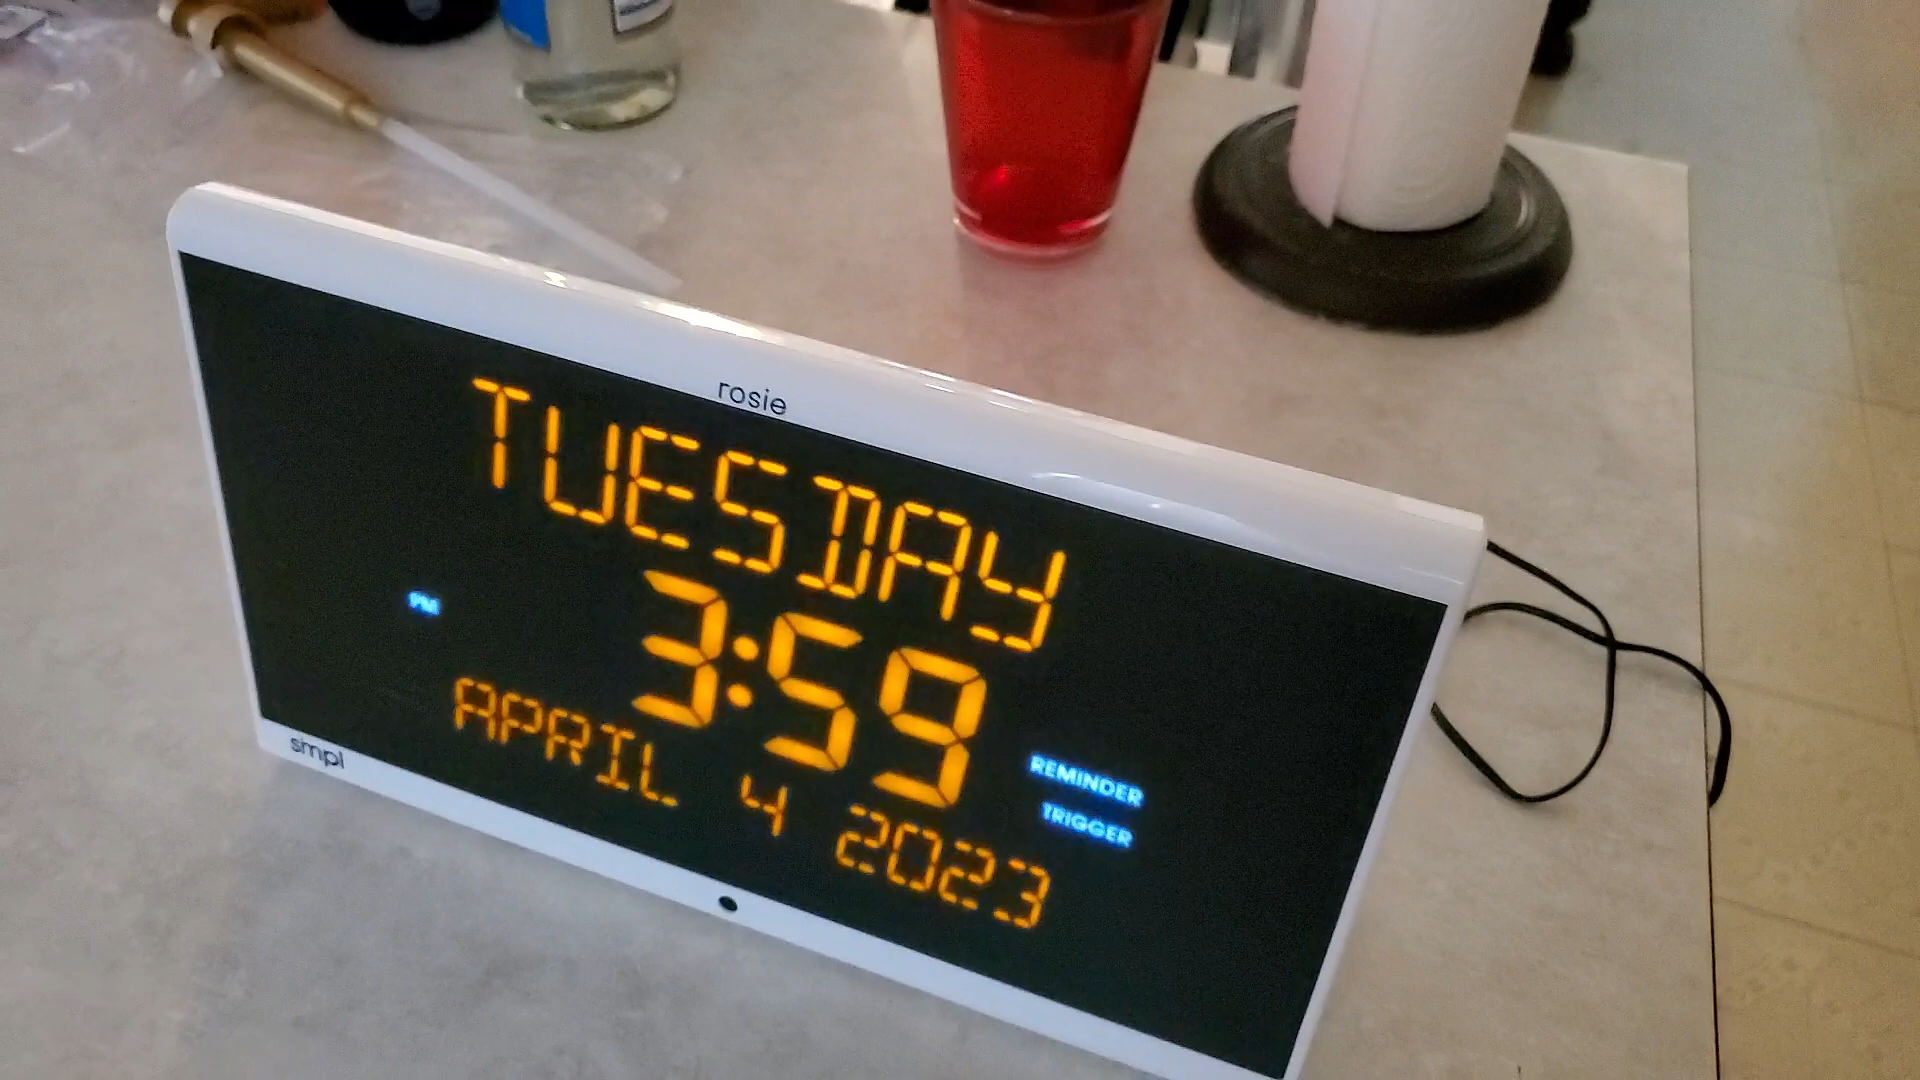 rosie
TUESDAY
PM
3:59
APRIL 4 2023
REMINDER
TRIGGER
smpl